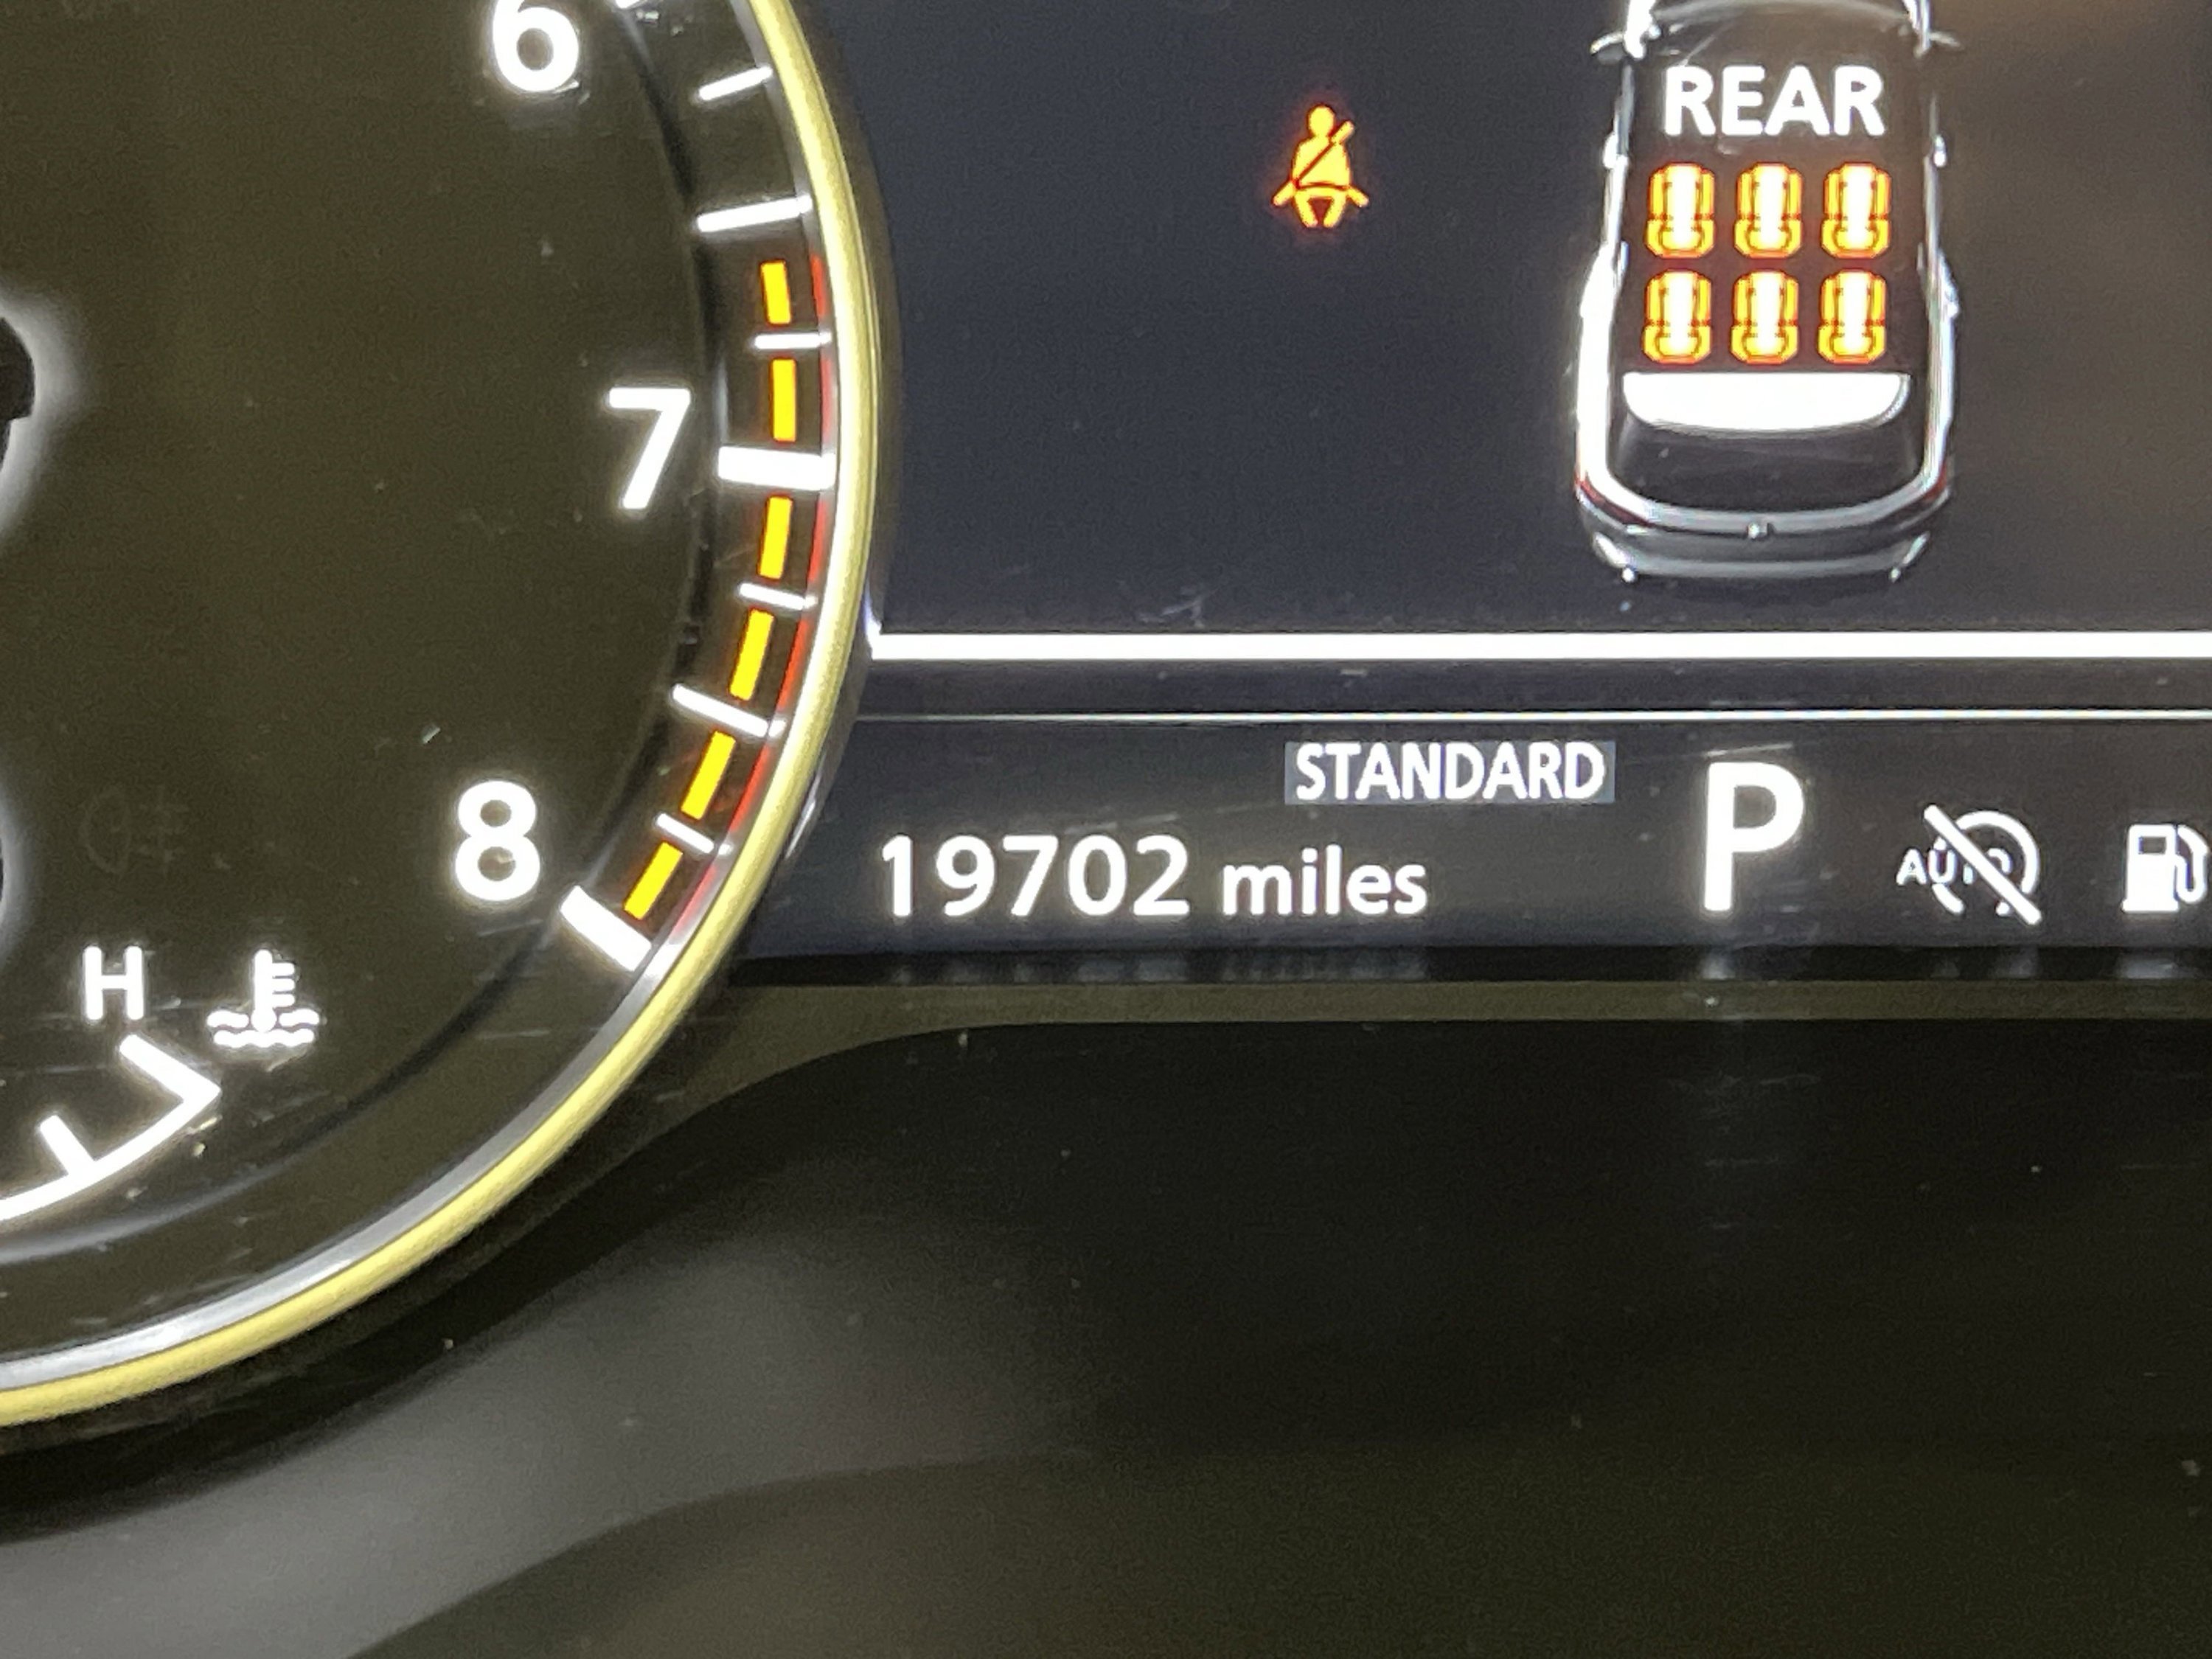 6
REAR
7
STANDARD
P
AUTO
8
19702 miles
H